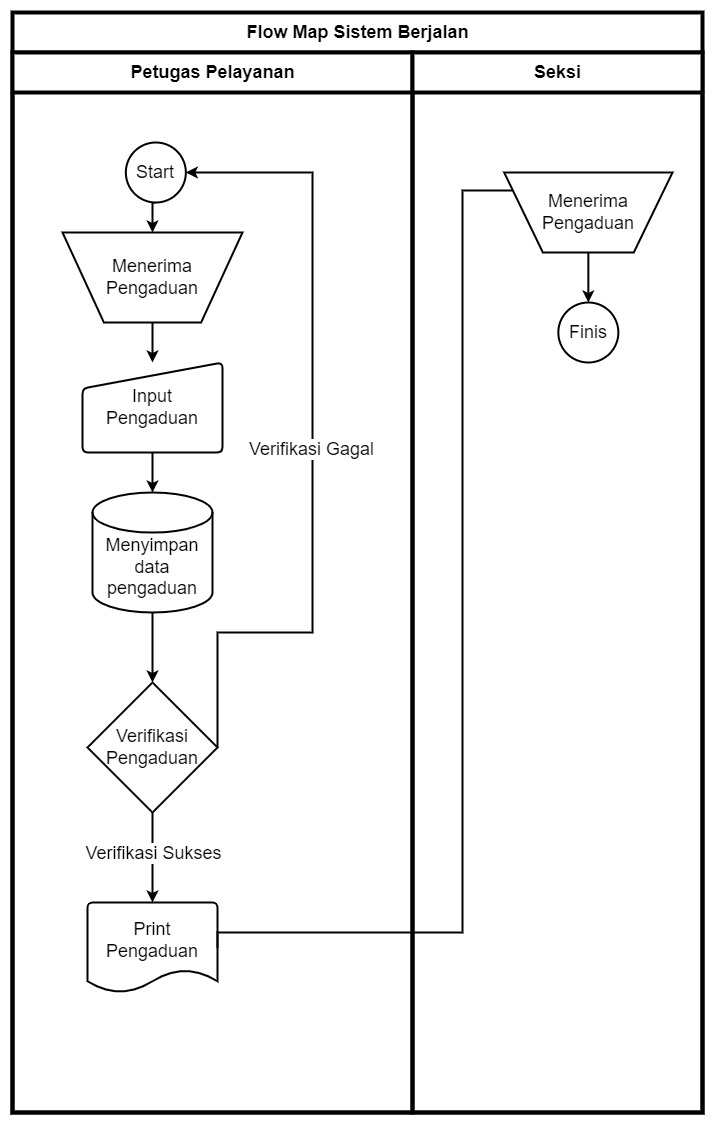 Flow Map Sistem Berjalan
Petugas Pelayanan
Seksi
Start
Menerima
Pengaduan
Input
Pengaduan
Verifikasi Gagal
Menyimpan
data
pengaduan
Verifikasi
Pengaduan
Verifikasi Sukses
Print
Pengaduan
Menerima
Pengaduan
Finis